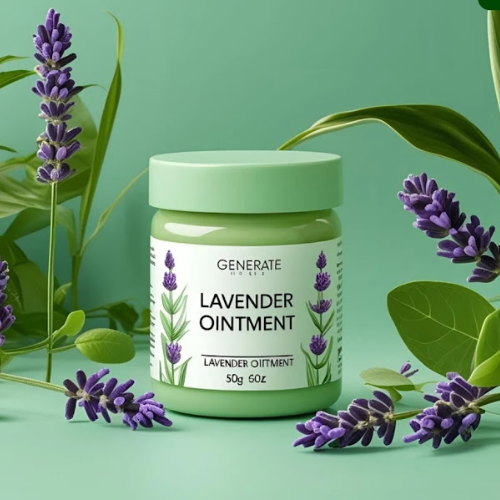 GENERATE
LAVENDER
OINTMENT
LAVENDER OITTMENT
50g 60z